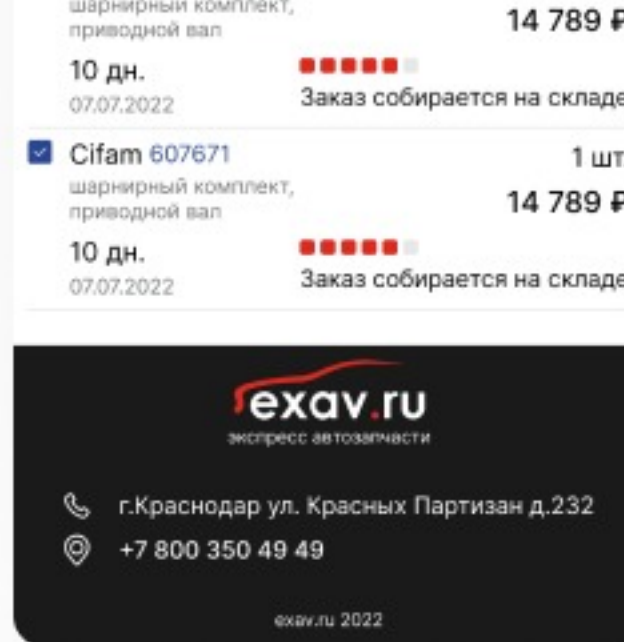 шарнирный комплект,
приводной вал
14 789 ₽
10 дн.
07.07.2022
Заказ собирается на складе
Cifam 607671
1 шт
шарнирный комплект,
приводной вал
14 789 ₽
10 дн.
07.07.2022
Заказ собирается на складе
exav.ru
экспресс автозапчасти
г.Краснодар ул. Красных Партизан д.232
+7 800 350 49 49
exav.ru 2022